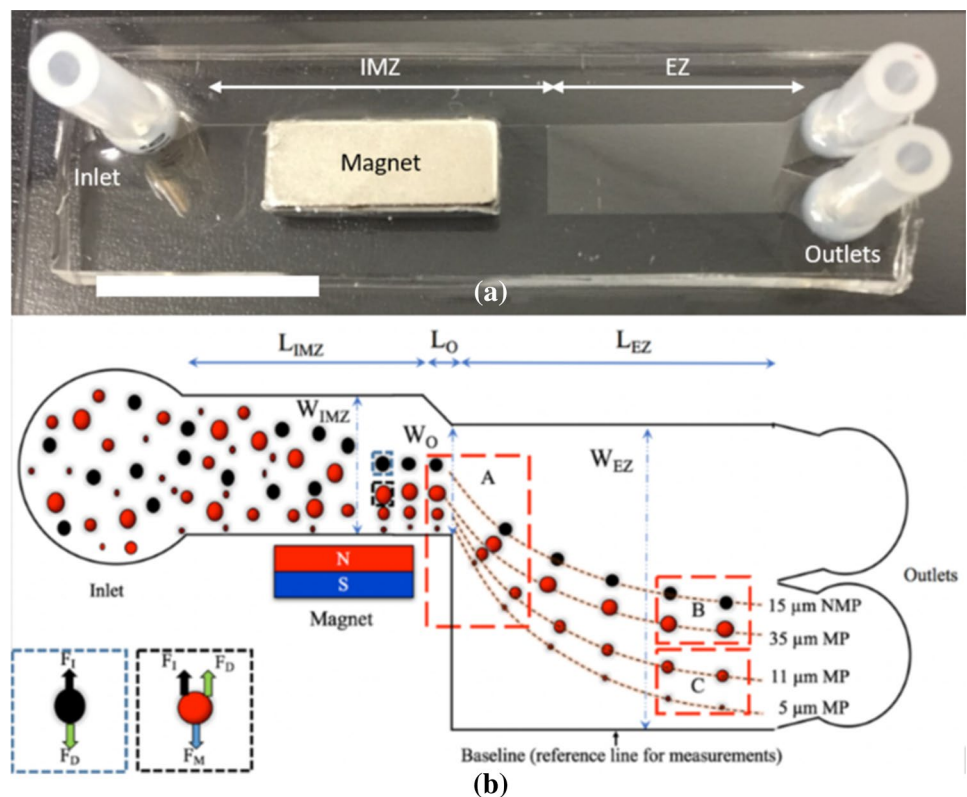 IMZ
EZ
Inlet
Magnet
Outlets
(a)
L_IMZ
L_O
L_EZ
W_IMZ
W_O
W_EZ
A
N
S
Magnet
Inlet
Outlets
B
C
15 µm NMP
35 µm MP
11 µm MP
5 µm MP
F_I
F_D
F_I F_D
F_M
Baseline (reference line for measurements)
(b)